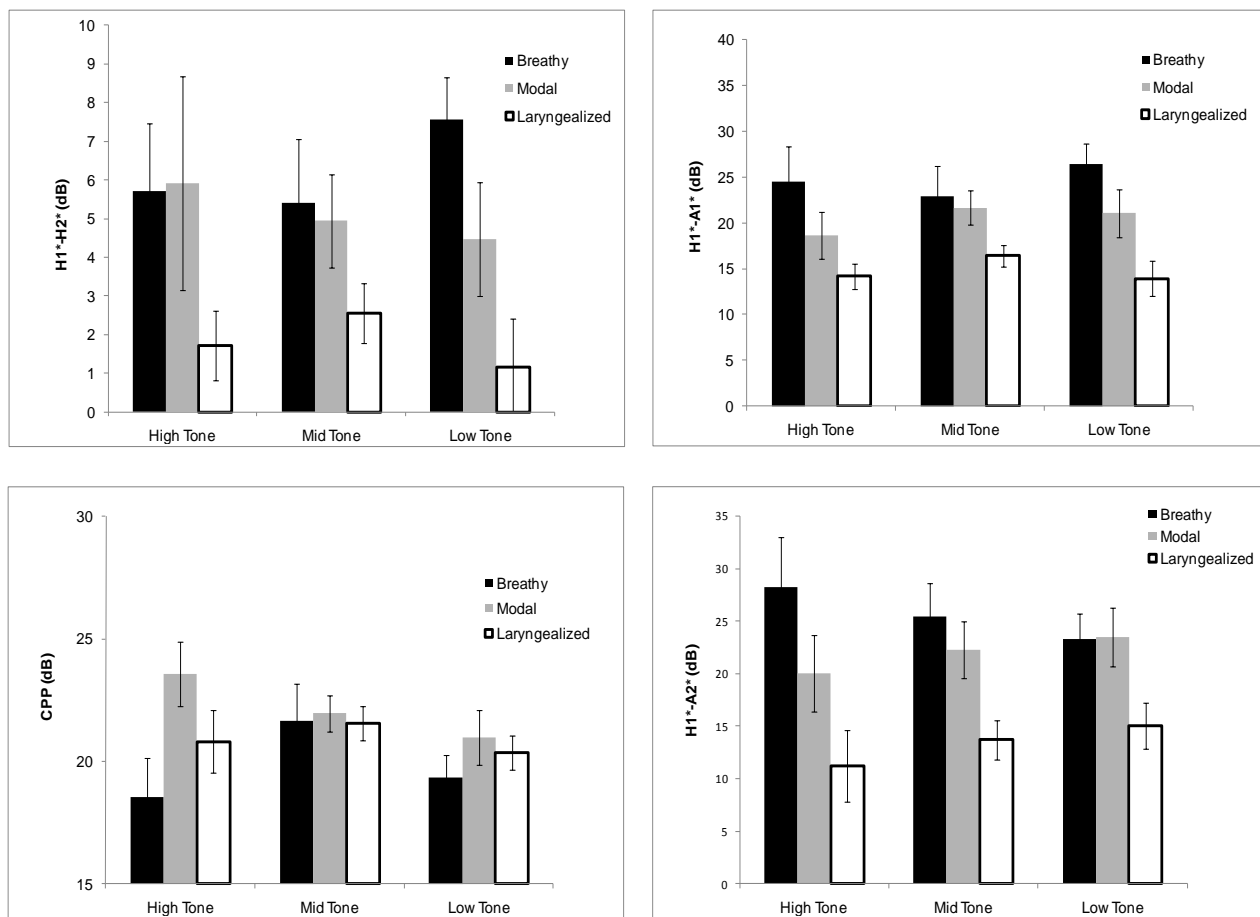 10
9
8
7
6
5
4
3
2
1
0
H1*-H2* (dB)
Breathy
Modal
Laryngealized
High Tone Mid Tone Low Tone
40
35
30
25
20
15
10
5
0
H1*-A1* (dB)
Breathy
Modal
Laryngealized
High Tone Mid Tone Low Tone
30
25
20
15
CPP (dB)
Breathy
Modal
Laryngealized
High Tone Mid Tone Low Tone
35
30
25
20
15
10
5
0
H1*-A2* (dB)
Breathy
Modal
Laryngealized
High Tone Mid Tone Low Tone